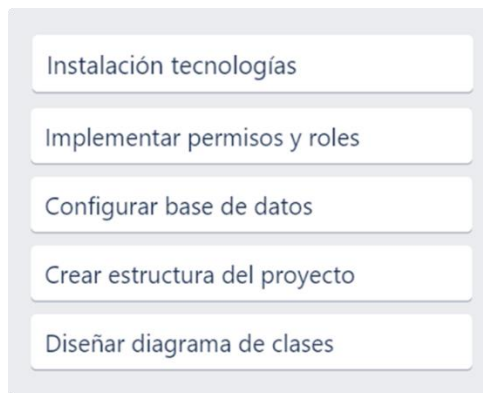 Instalación tecnologías
Implementar permisos y roles
Configurar base de datos
Crear estructura del proyecto
Diseñar diagrama de clases